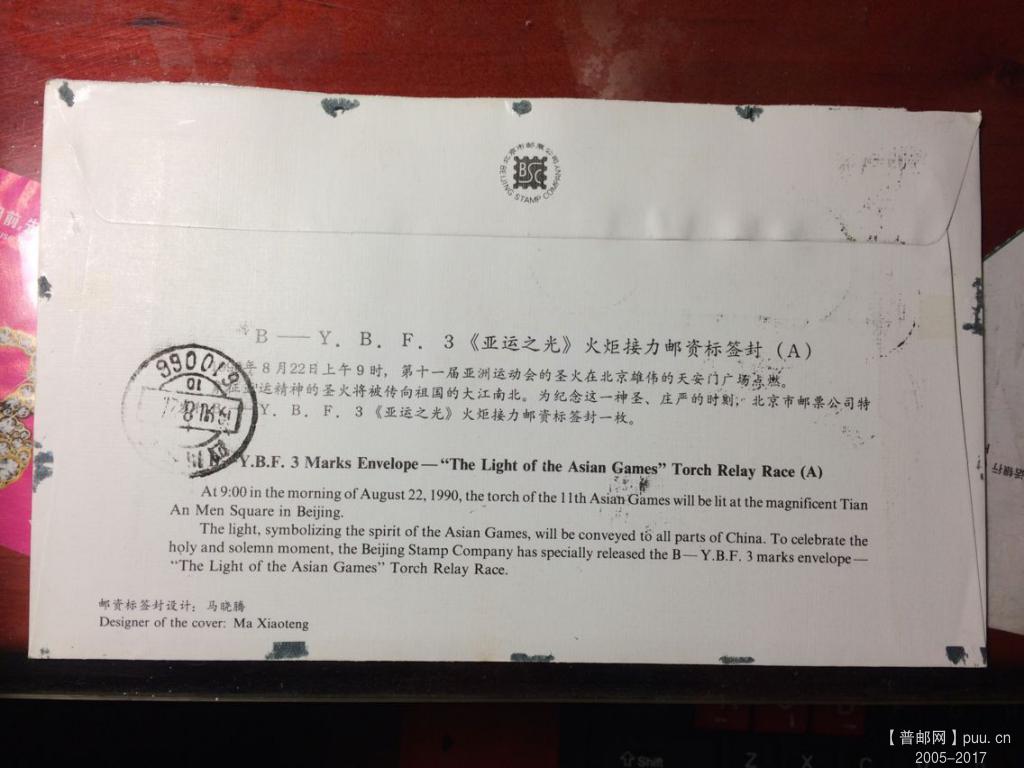 北京市邮票公司
BSC
BEIJING STAMP COMPANY
B — Y. B. F. 3《亚运之光》火炬接力邮资标签封（A）
年8月22日上午9时，第十一届亚洲运动会的圣火在北京雄伟的天安门广场点燃。
亚运精神的圣火将被传向祖国的大江南北。为纪念这一神圣、庄严的时刻，北京市邮票公司特
Y. B. F. 3《亚运之光》火炬接力邮资标签封一枚。
Y.B.F. 3 Marks Envelope — “The Light of the Asian Games” Torch Relay Race (A)
At 9:00 in the morning of August 22, 1990, the torch of the 11th Asian Games will be lit at the magnificent Tian
An Men Square in Beijing.
The light, symbolizing the spirit of the Asian Games, will be conveyed to all parts of China. To celebrate the
holy and solemn moment, the Beijing Stamp Company has specially released the B — Y.B.F. 3 marks envelope —
“The Light of the Asian Games” Torch Relay Race.
邮资标签封设计：马晓腾
Designer of the cover: Ma Xiaoteng
Shift
Z
X
C
【普邮网】puu.cn
2005-2017